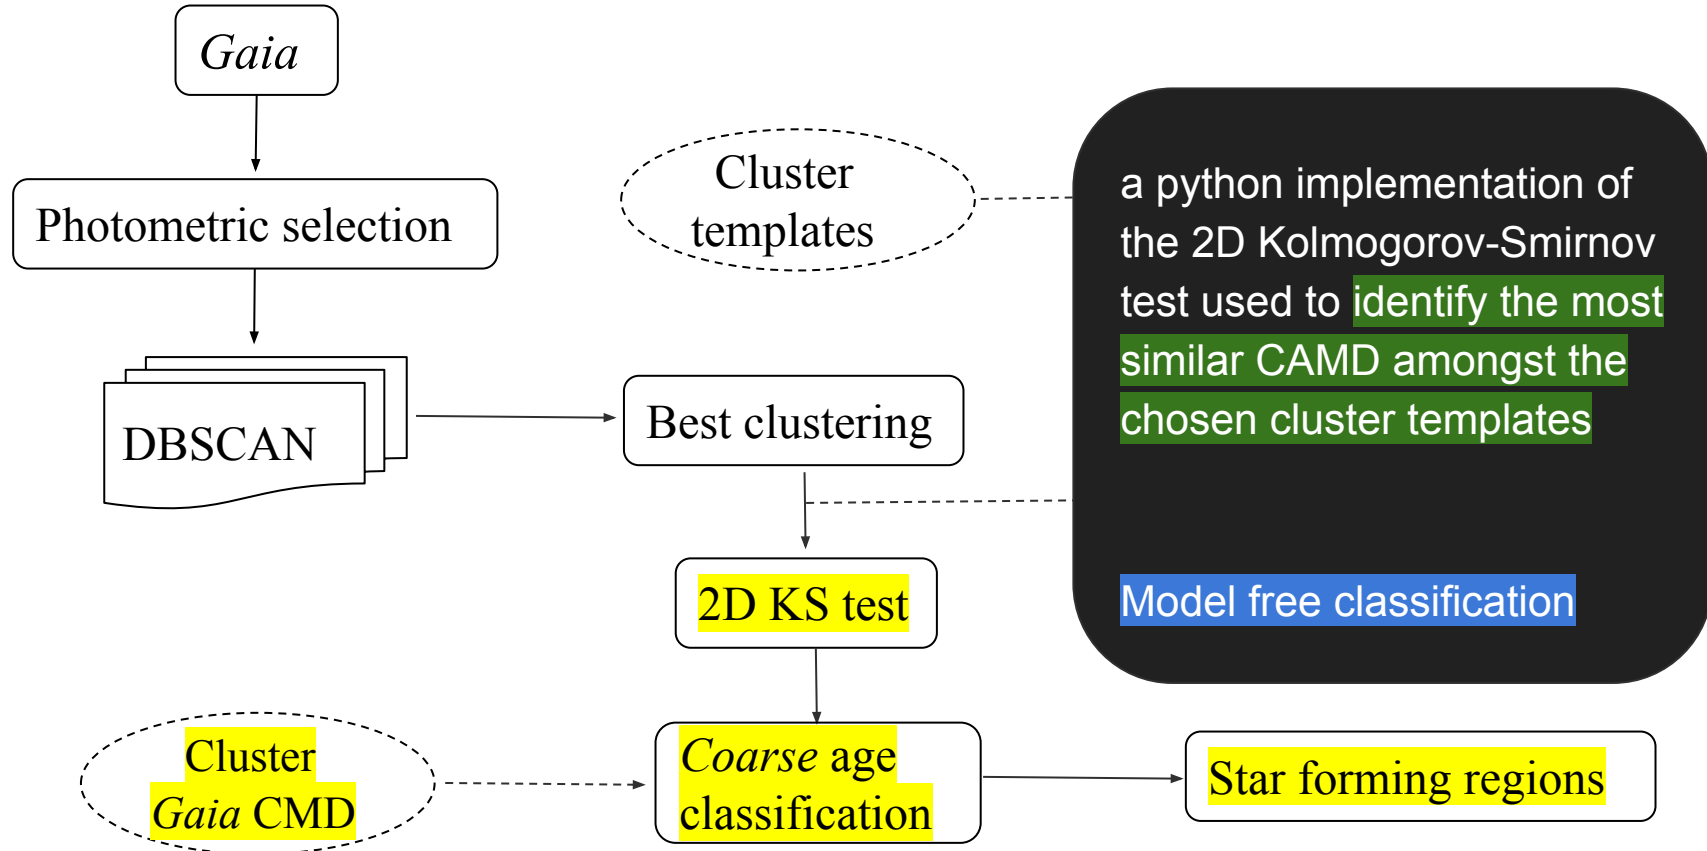 Gaia
Photometric selection
DBSCAN
Cluster
templates
Best clustering
a python implementation of
the 2D Kolmogorov-Smirnov
test used to identify the most
similar CAMD amongst the
chosen cluster templates
Model free classification
2D KS test
Cluster
Gaia CMD
Coarse age
classification
Star forming regions